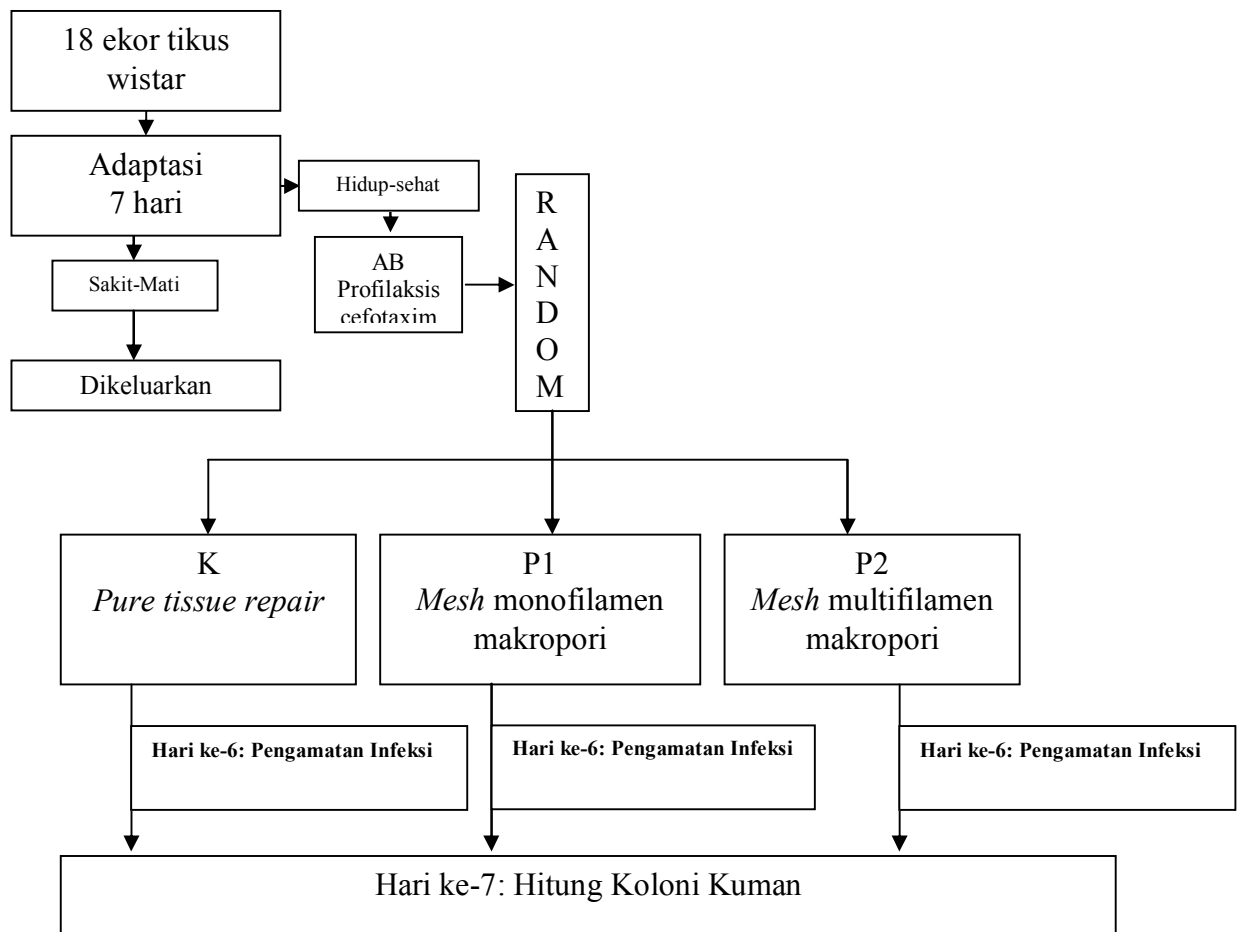 18 ekor tikus
wistar
Adaptasi
7 hari
Hidup-sehat
Sakit-Mati
Dikeluarkan
AB
Profilaksis
cefotaxim
R
A
N
D
O
M
K
Pure tissue repair
P1
Mesh monofilamen
makropori
P2
Mesh multifilamen
makropori
Hari ke-6: Pengamatan Infeksi
Hari ke-6: Pengamatan Infeksi
Hari ke-6: Pengamatan Infeksi
Hari ke-7: Hitung Koloni Kuman